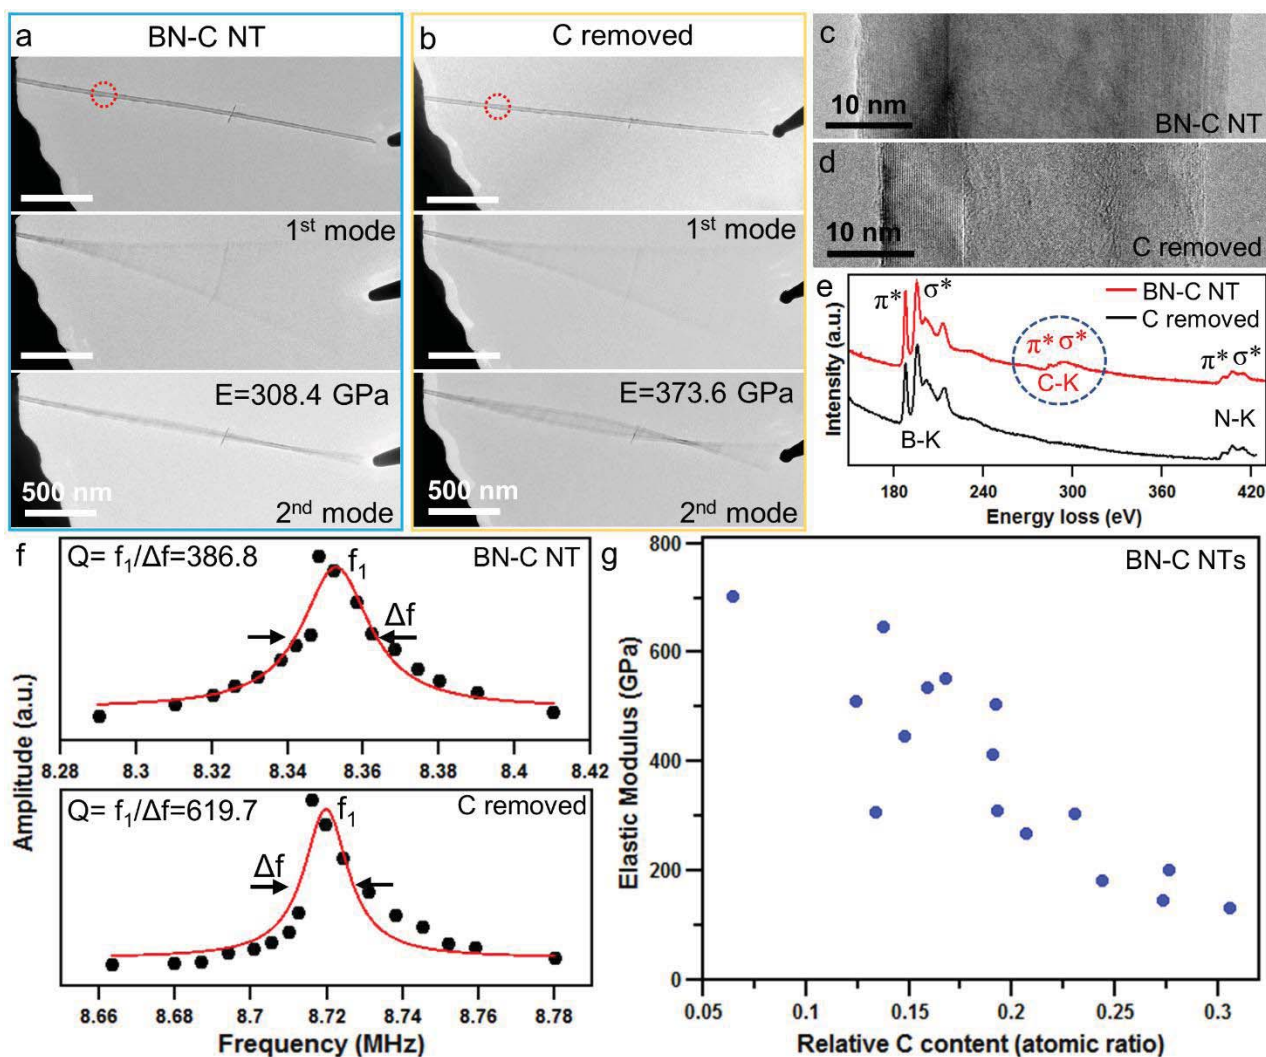 a
BN-C NT
1st mode
E=308.4 GPa
500 nm
2nd mode
b
C removed
1st mode
E=373.6 GPa
500 nm
2nd mode
c
10 nm
BN-C NT
d
10 nm
C removed
e
π* σ*
BN-C NT
C removed
π* σ*
C-K
π* σ*
B-K
N-K
Intensity (a.u.)
180 240 300 360 420
Energy loss (eV)
f
Q= f₁/Δf=386.8
BN-C NT
f₁
Δf
8.28 8.3 8.32 8.34 8.36 8.38 8.4 8.42
Q= f₁/Δf=619.7
C removed
f₁
Δf
8.66 8.68 8.7 8.72 8.74 8.76 8.78
Amplitude (a.u.)
Frequency (MHz)
g
BN-C NTs
800
600
400
200
0
Elastic Modulus (GPa)
0.05 0.1 0.15 0.2 0.25 0.3
Relative C content (atomic ratio)